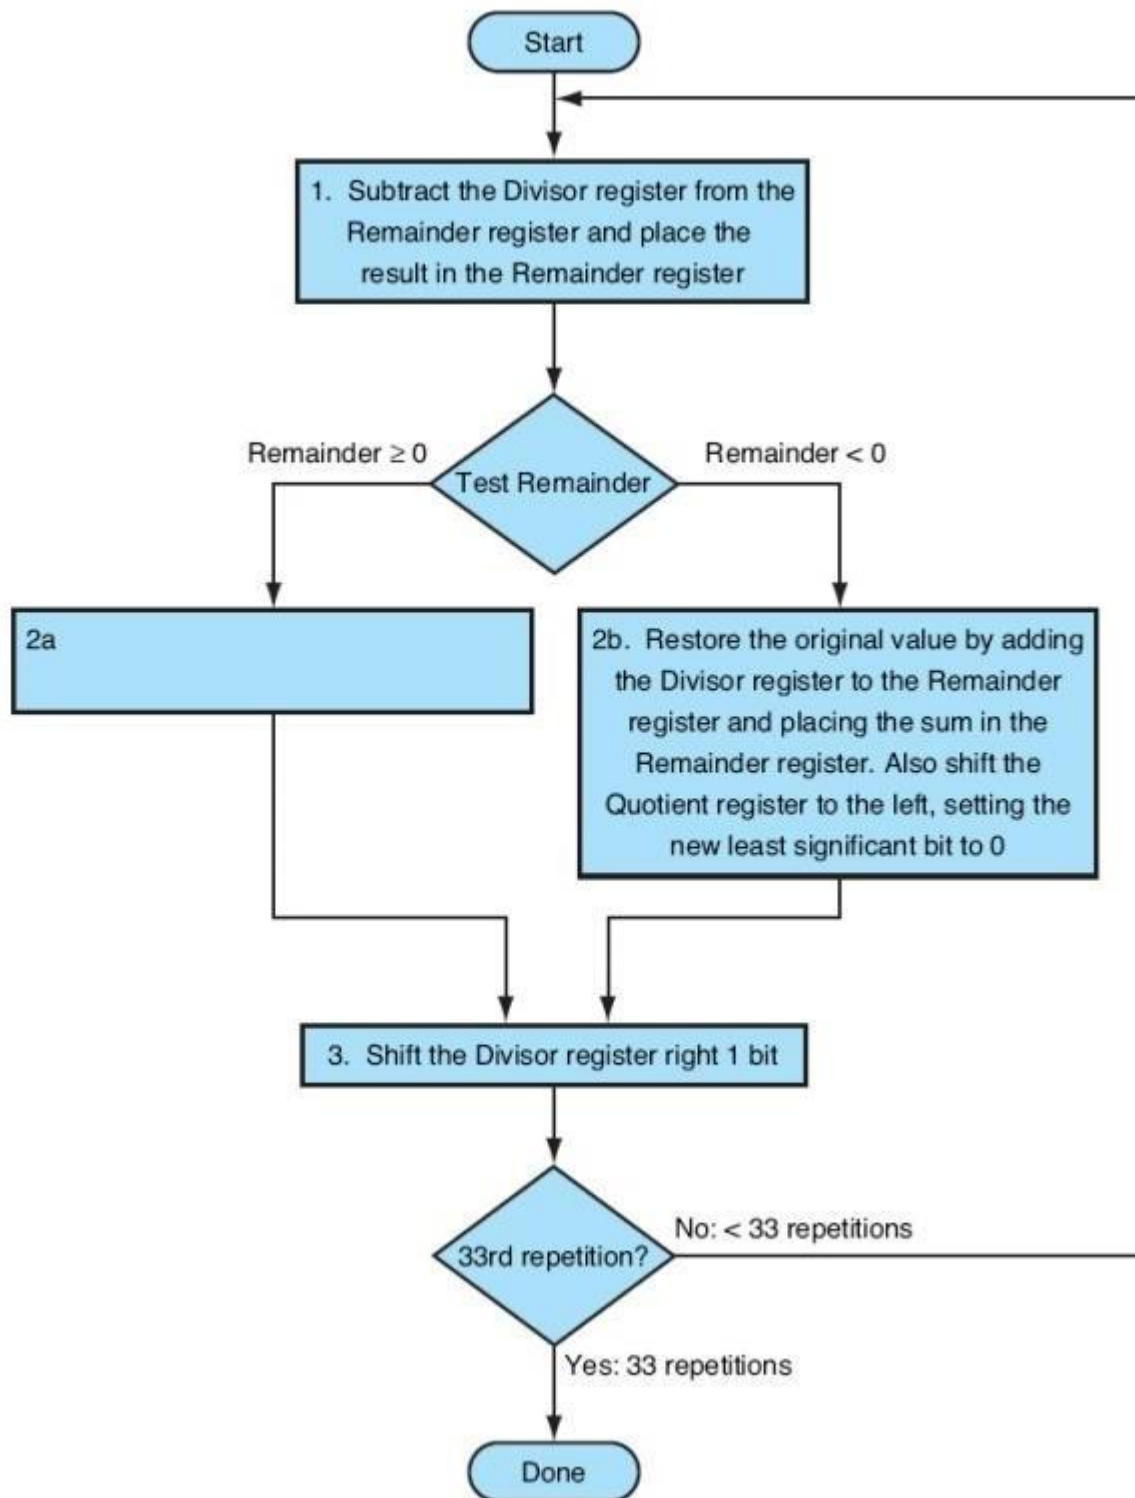 Start
1. Subtract the Divisor register from the
Remainder register and place the
result in the Remainder register
Remainder ≥ 0
Remainder < 0
Test Remainder
2a
2b. Restore the original value by adding
the Divisor register to the Remainder
register and placing the sum in the
Remainder register. Also shift the
Quotient register to the left, setting the
new least significant bit to 0
3. Shift the Divisor register right 1 bit
No: < 33 repetitions
33rd repetition?
Yes: 33 repetitions
Done